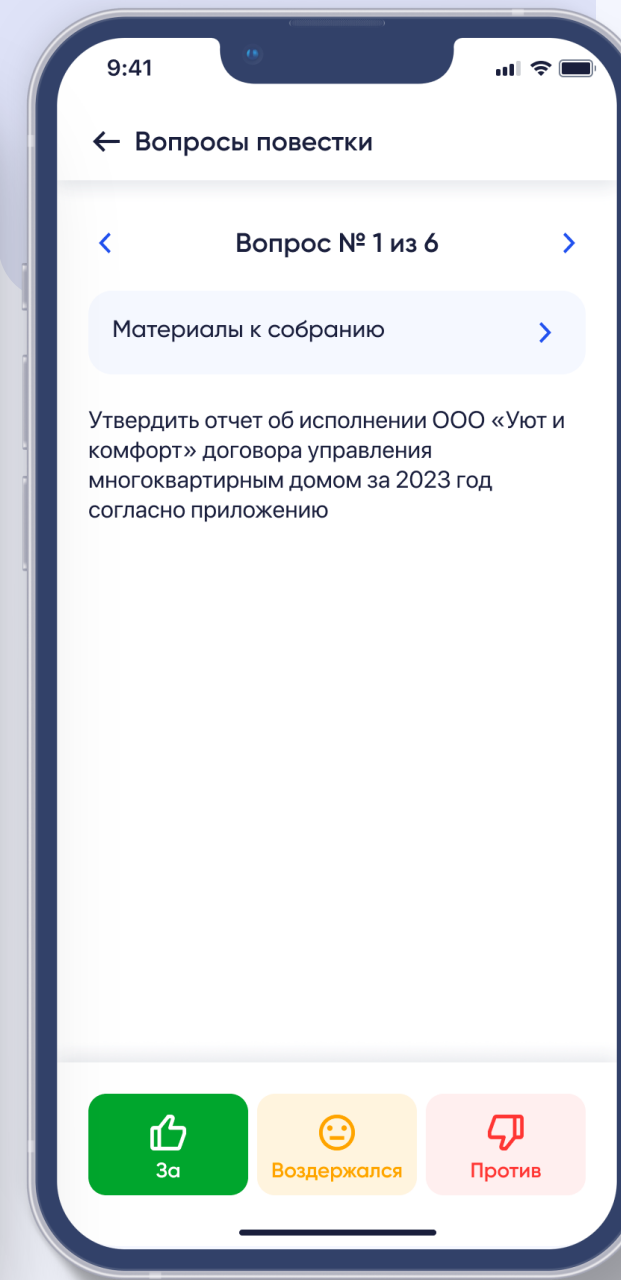 9:41
Вопросы повестки
Вопрос № 1 из 6
Материалы к собранию
Утвердить отчет об исполнении ООО «Уют и
комфорт» договора управления
многоквартирным домом за 2023 год
согласно приложению
За
Воздержался
Против